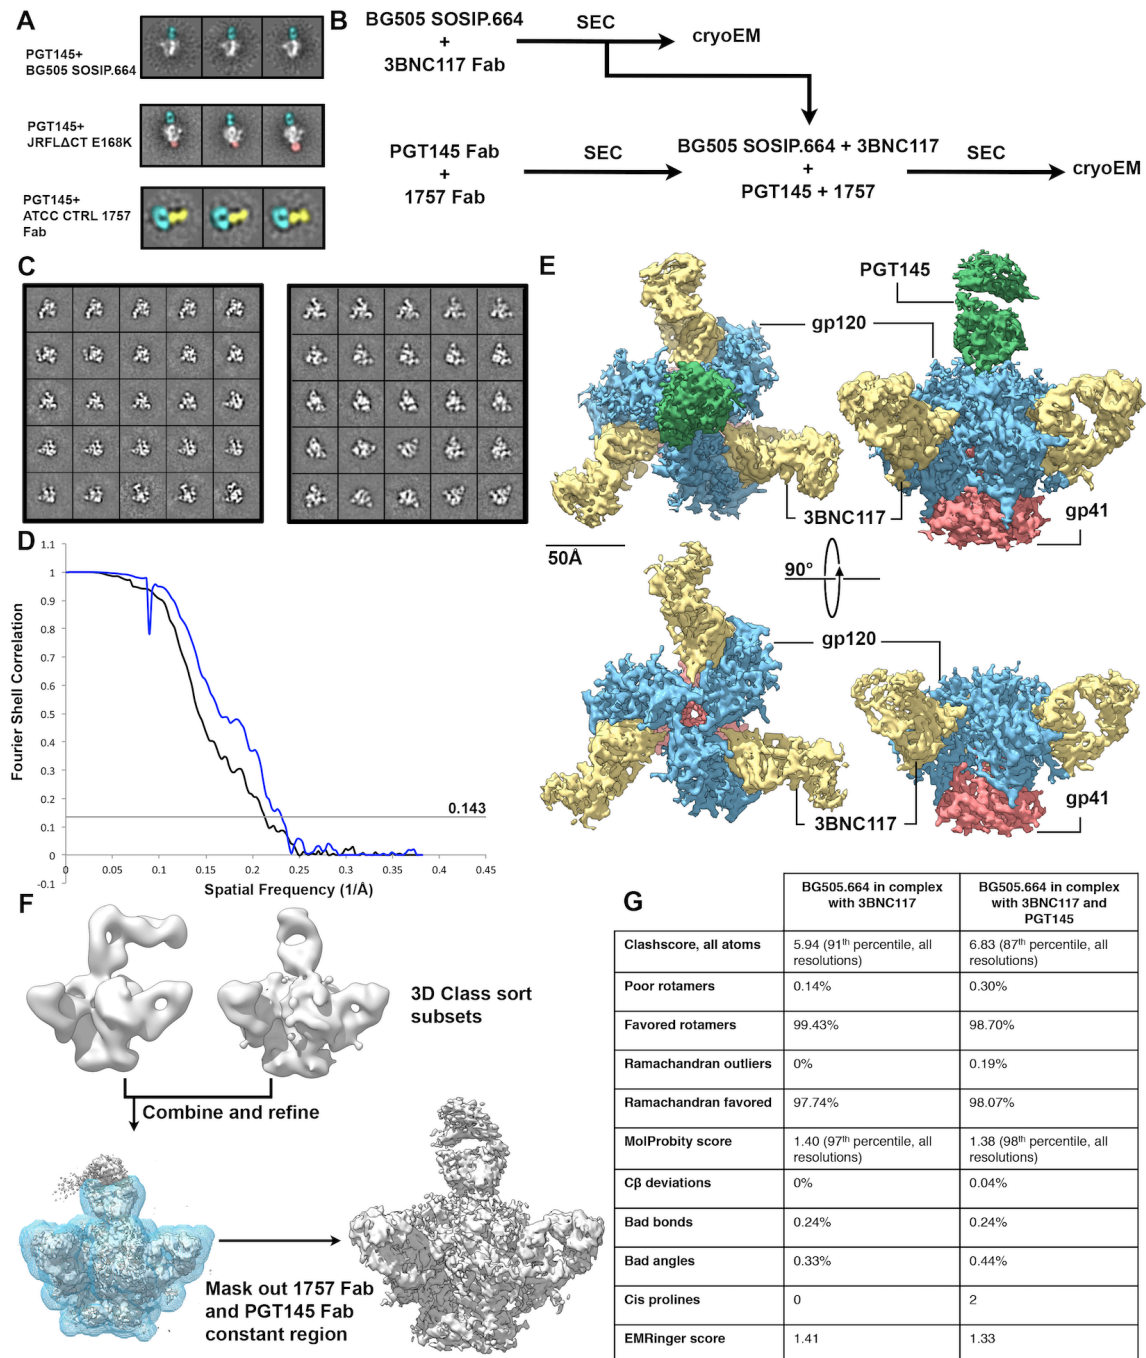 A
PGT145+
BG505 SOSIP.664
PGT145+
JRFLΔCT E168K
PGT145+
ATCC CTRL 1757
Fab
B
BG505 SOSIP.664
+
3BNC117 Fab
SEC
cryoEM
PGT145 Fab
+
1757 Fab
SEC
BG505 SOSIP.664 + 3BNC117
+
PGT145 + 1757
SEC
cryoEM
C
D
Fourier Shell Correlation
1.1
1
0.9
0.8
0.7
0.6
0.5
0.4
0.3
0.2
0.1
0
-0.1
0.143
0
0.05
0.1
0.15
0.2
0.25
0.3
0.35
0.4
0.45
Spatial Frequency (1/Å)
E
PGT145
gp120
3BNC117
gp41
50Å
90°
gp120
3BNC117
gp41
F
3D Class sort
subsets
Combine and refine
Mask out 1757 Fab
and PGT145 Fab
constant region
G
BG505.664 in complex
with 3BNC117
BG505.664 in complex
with 3BNC117 and
PGT145
Clashscore, all atoms
5.94 (91th percentile, all
resolutions)
6.83 (87th percentile, all
resolutions)
Poor rotamers
0.14%
0.30%
Favored rotamers
99.43%
98.70%
Ramachandran outliers
0%
0.19%
Ramachandran favored
97.74%
98.07%
MolProbity score
1.40 (97th percentile, all
resolutions)
1.38 (98th percentile, all
resolutions)
Cβ deviations
0%
0.04%
Bad bonds
0.24%
0.24%
Bad angles
0.33%
0.44%
Cis prolines
0
2
EMRinger score
1.41
1.33